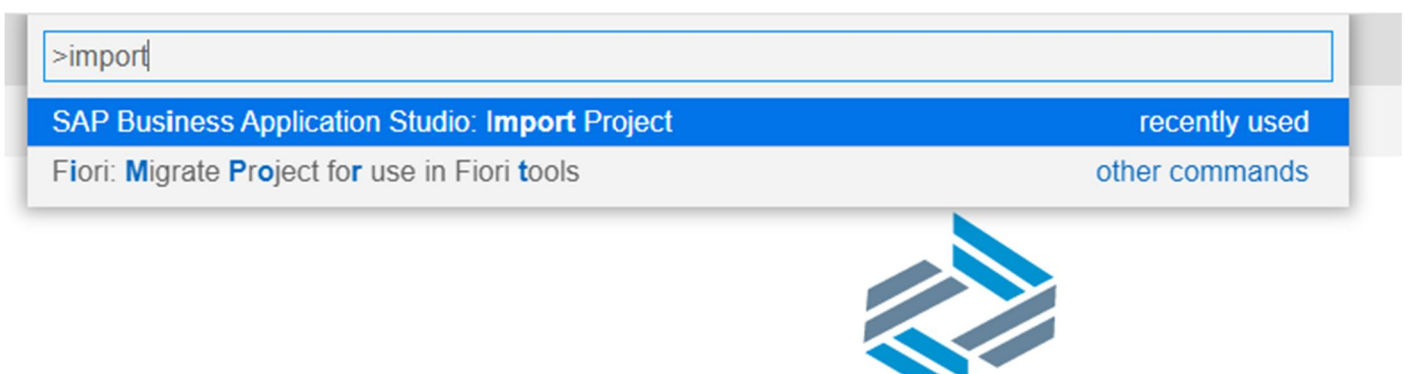 >import
SAP Business Application Studio: Import Project recently used
Fiori: Migrate Project for use in Fiori tools other commands